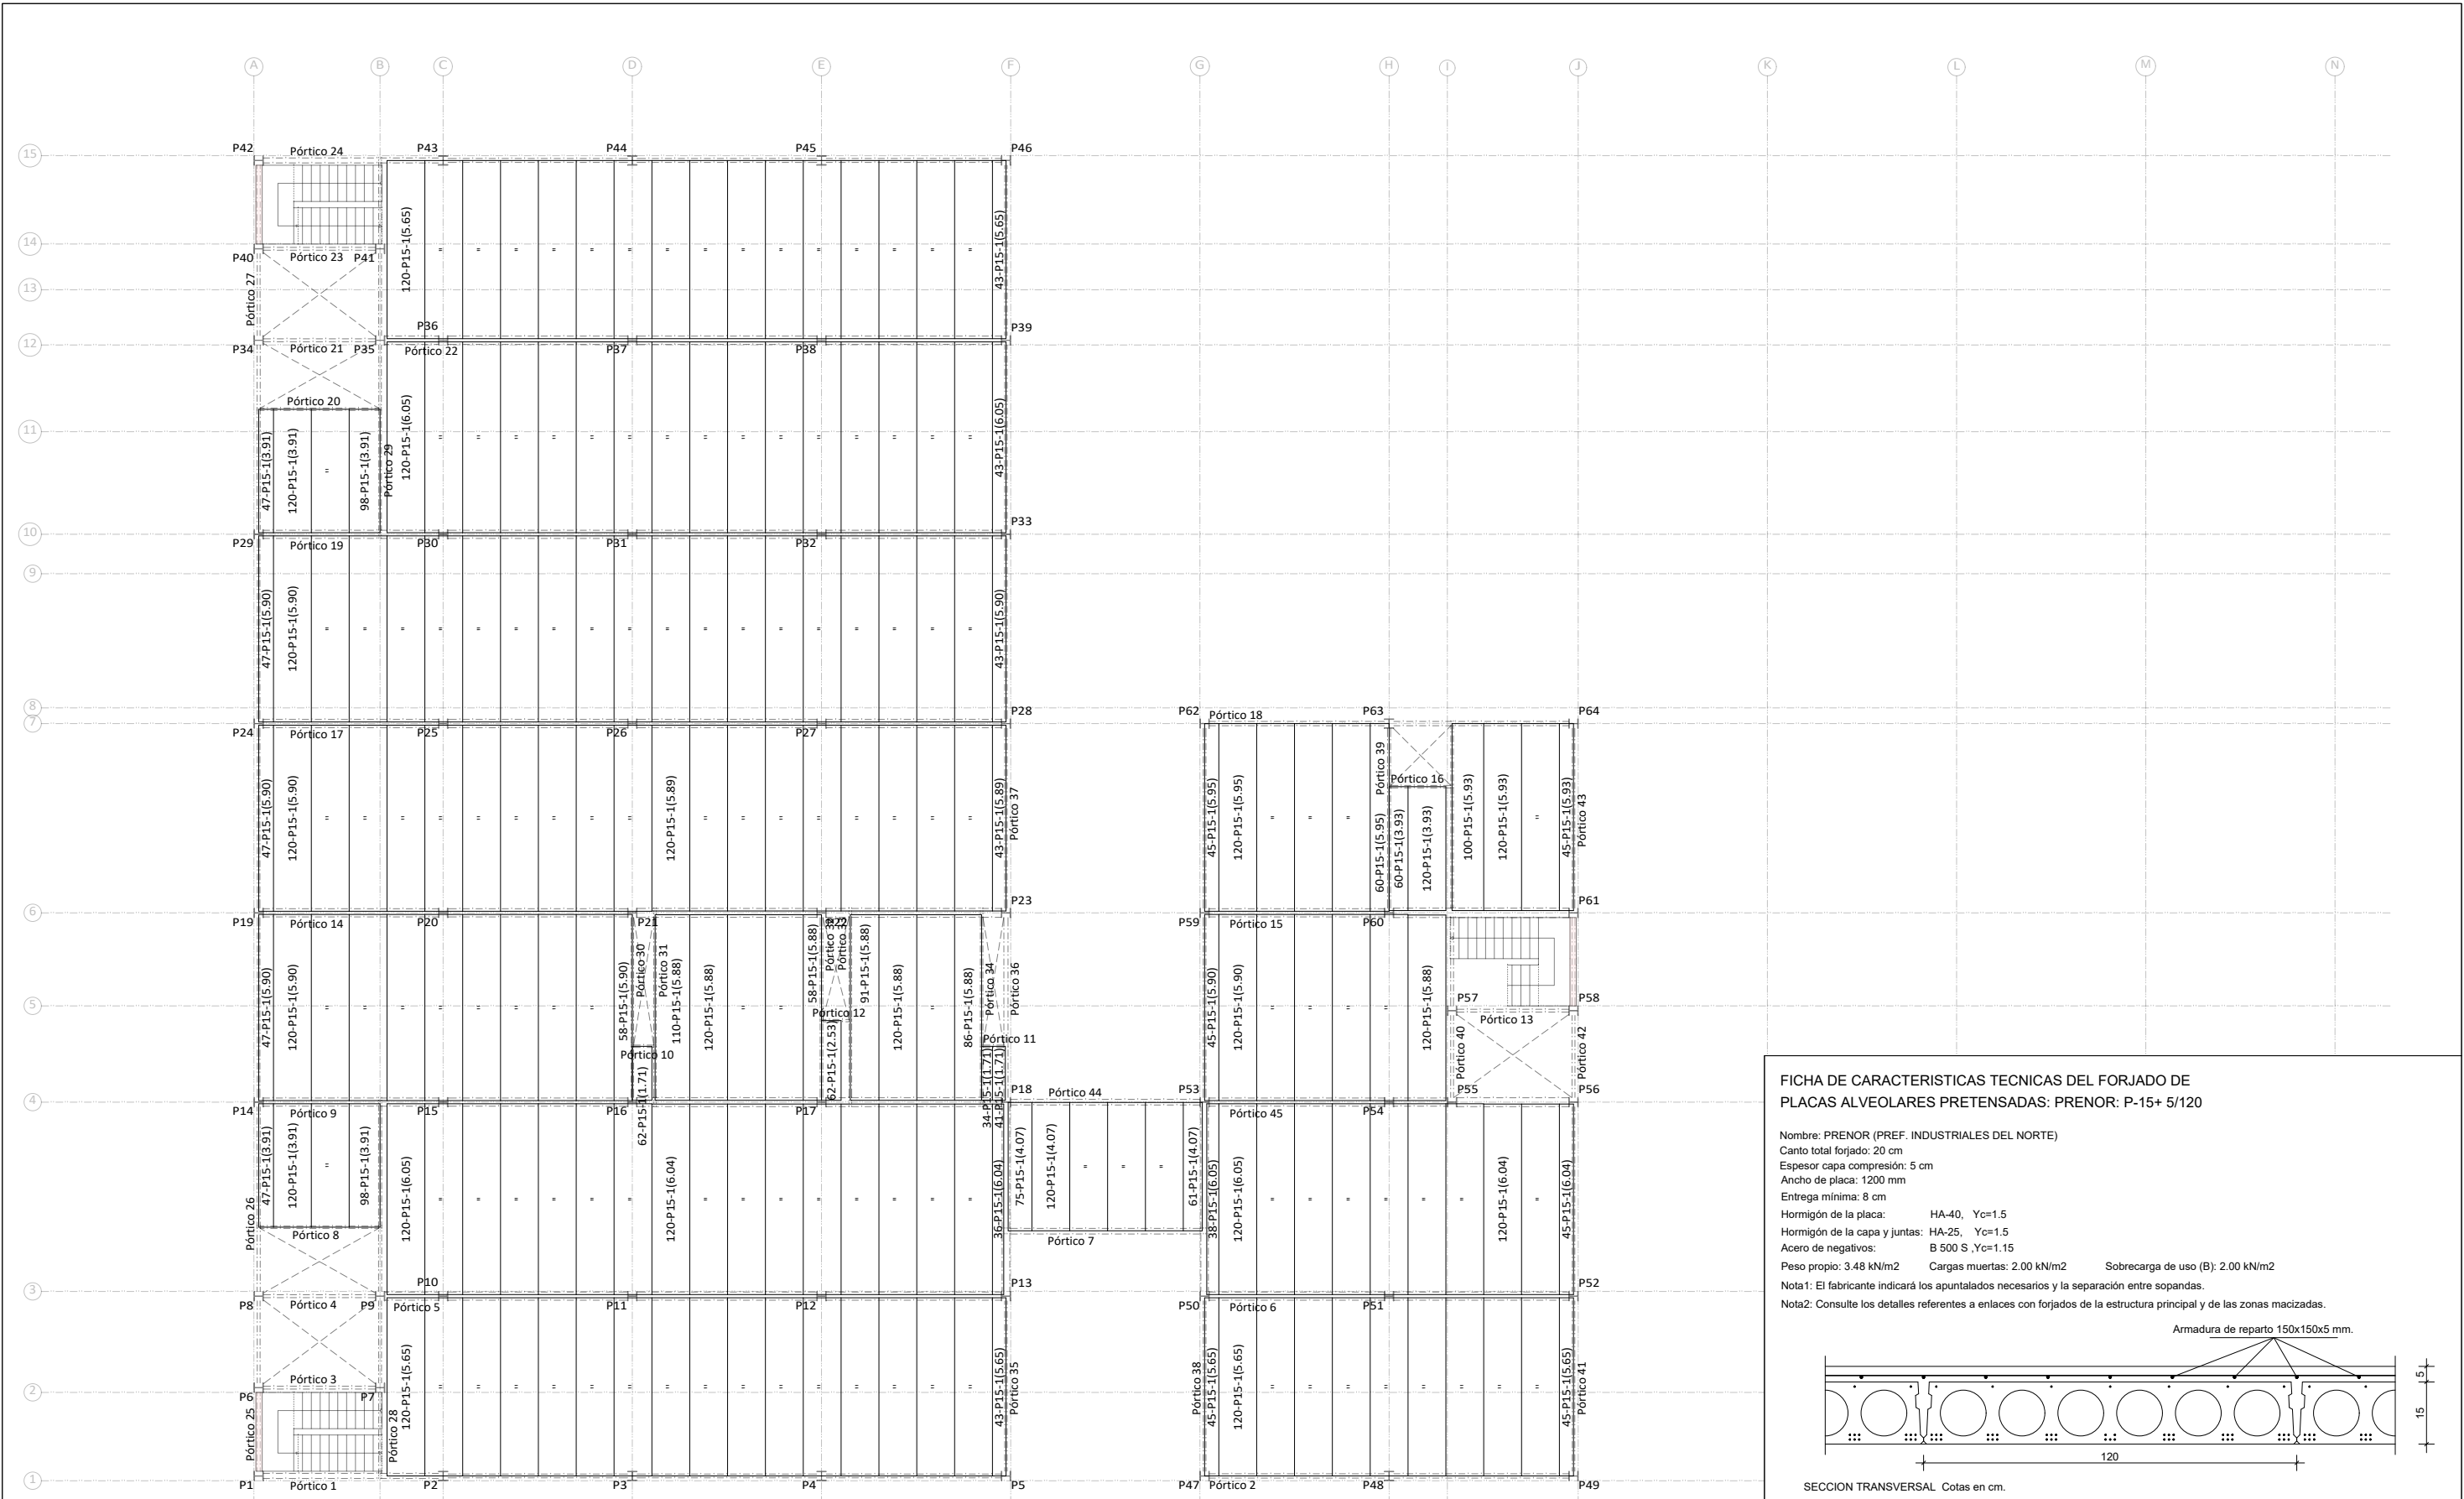 A B C D E F G H I J K L M N
15
P42 Pórtico 24 P43 P44 P45 P46
120-P15-1(5.65) = = = = = = = = = = = = = = = 43-P15-1(5.65)
14
P40 Pórtico 23 P41
Pórtico 27
13
P36 P39
12
P34 Pórtico 21 P35 Pórtico 22 P37 P38
Pórtico 20
11
47-P15-1(3.91) 120-P15-1(3.91) = 98-P15-1(3.91) Pórtico 29 120-P15-1(6.05) = = = = = = = = = = = = = = = 43-P15-1(6.05)
P33
10
P29 Pórtico 19 P30 P31 P32
9
47-P15-1(5.90) 120-P15-1(5.90) = = = = = = = = = = = = = = = = = = 43-P15-1(5.90)
8
7
P28 P62 Pórtico 18 P63 P64
P24 Pórtico 17 P25 P26 P27
Pórtico 39 Pórtico 16
47-P15-1(5.90) 120-P15-1(5.90) = = = = = = = = = 120-P15-1(5.89) = = = = = = = = 43-P15-1(5.89) Pórtico 37
45-P15-1(5.95) 120-P15-1(5.95) = = = 60-P15-1(5.95) 60-P15-1(3.93) 120-P15-1(3.93) 100-P15-1(5.93) 120-P15-1(5.93) = 45-P15-1(5.93) Pórtico 43
P23 P61
6
P19 Pórtico 14 P20 P21 P22 P59 Pórtico 15 P60
47-P15-1(5.90) 120-P15-1(5.90) = = = = = = = = 58-P15-1(5.90) Pórtico 30 Pórtico 31 110-P15-1(5.88) 120-P15-1(5.88) = = 58-P15-1(5.88) 91-P15-1(5.88) 120-P15-1(5.88) = 86-P15-1(5.88) Pórtico 34 Pórtico 36
45-P15-1(5.90) 120-P15-1(5.90) = = = = 120-P15-1(5.88)
5
P57 P58
Pórtico 12 Pórtico 13
Pórtico 40 Pórtico 42
Pórtico 10 Pórtico 11
62-P15-1(1.71) 62-P15-1(2.53) 34-P15-1(1.71) 41-P15-1(1.71)
P18 Pórtico 44 P53 P55 P56
4
P14 Pórtico 9 P15 P16 P17 Pórtico 45 P54
47-P15-1(3.91) 120-P15-1(3.91) = 98-P15-1(3.91) 120-P15-1(6.05) = = = = = = 120-P15-1(6.04) = = = = = = = = 36-P15-1(6.04)
75-P15-1(4.07) 120-P15-1(4.07) = = = 61-P15-1(4.07) 38-P15-1(6.05) 120-P15-1(6.05) = = = = = = 120-P15-1(6.04) = 45-P15-1(6.04)
Pórtico 26 Pórtico 8 Pórtico 7
3
P10 P13 P52
P8 Pórtico 4 P9 Pórtico 5 P11 P12 P50 Pórtico 6 P51
2
P6 Pórtico 3 P7
Pórtico 25 Pórtico 28 120-P15-1(5.65) = = = = = = = = = = = = = = = 43-P15-1(5.65) Pórtico 35
Pórtico 38 45-P15-1(5.65) 120-P15-1(5.65) = = = = = = = = 45-P15-1(5.65) Pórtico 41
1
P1 Pórtico 1 P2 P3 P4 P5 P47 Pórtico 2 P48 P49
FICHA DE CARACTERISTICAS TECNICAS DEL FORJADO DE
PLACAS ALVEOLARES PRETENSADAS: PRENOR: P-15+ 5/120
Nombre: PRENOR (PREF. INDUSTRIALES DEL NORTE)
Canto total forjado: 20 cm
Espesor capa compresión: 5 cm
Ancho de placa: 1200 mm
Entrega mínima: 8 cm
Hormigón de la placa: HA-40, Yc=1.5
Hormigón de la capa y juntas: HA-25, Yc=1.5
Acero de negativos: B 500 S ,Yc=1.15
Peso propio: 3.48 kN/m2 Cargas muertas: 2.00 kN/m2 Sobrecarga de uso (B): 2.00 kN/m2
Nota1: El fabricante indicará los apuntalados necesarios y la separación entre sopandas.
Nota2: Consulte los detalles referentes a enlaces con forjados de la estructura principal y de las zonas macizadas.
Armadura de reparto 150x150x5 mm.
5
15
120
SECCION TRANSVERSAL Cotas en cm.